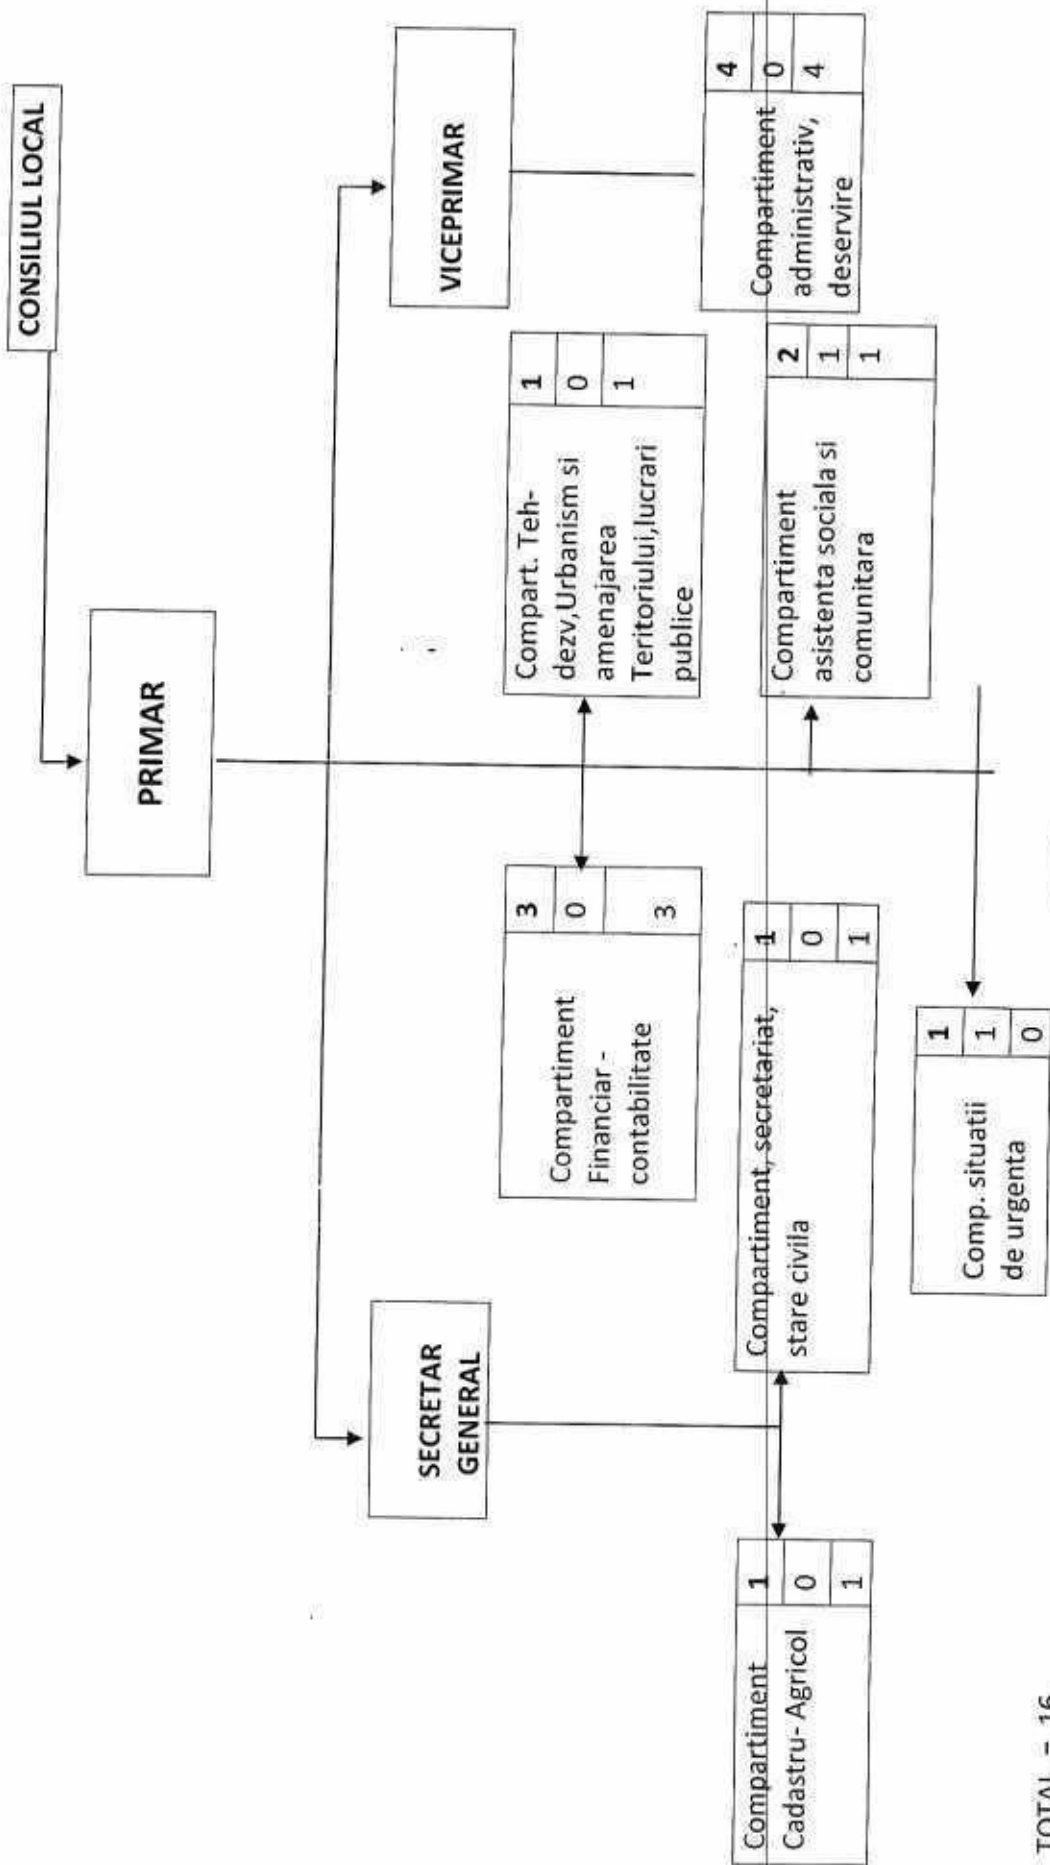 CONSILIUL LOCAL
PRIMAR
SECRETAR
GENERAL
VICEPRIMAR
Compartiment
Financiar -
contabilitate
3
0
3
Compart. Teh-
dezv,Urbanism si
amenajarea
Teritoriului,lucrari
publice
1
0
1
Compartiment
administrativ,
deservire
4
0
4
Compartiment
Cadastru- Agricol
1
0
1
Compartiment, secretariat,
stare civila
1
0
1
Compartiment
asistenta sociala si
comunitara
2
1
1
Comp. situatii
de urgenta
1
1
0
TOTAL = 16